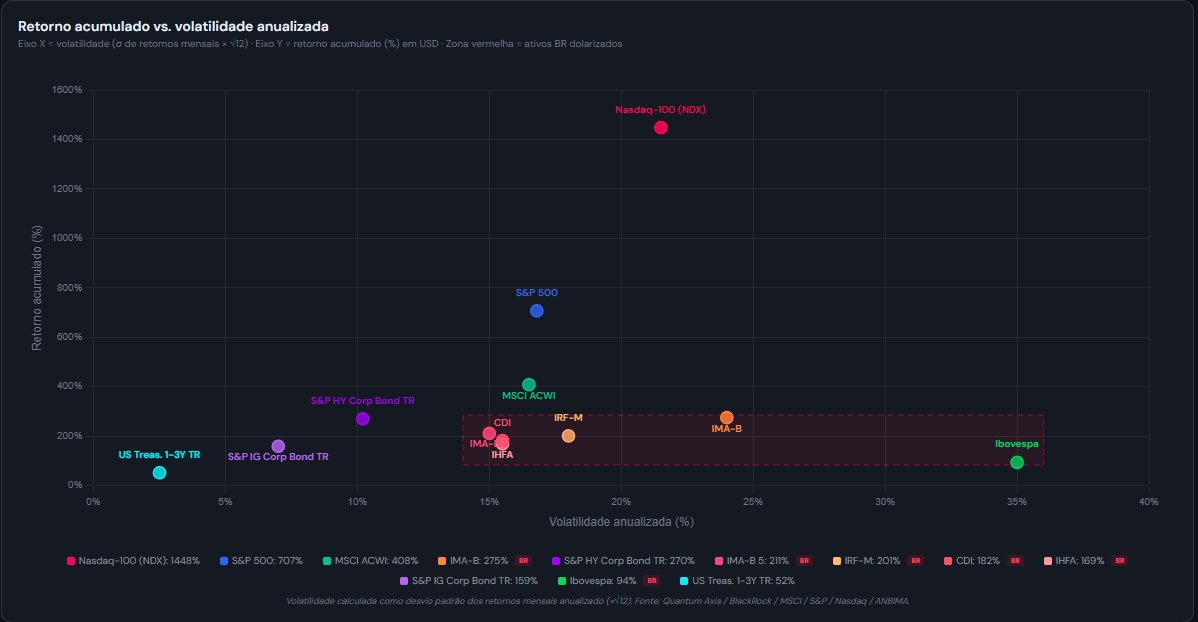 Retorno acumulado vs. volatilidade anualizada
Eixo X = volatilidade (σ de retornos mensais × √12) · Eixo Y = retorno acumulado (%) em USD · Zona vermelha = ativos BR dolarizados
1600%
1400%
1200%
1000%
800%
600%
400%
200%
0%
Retorno acumulado (%)
Nasdaq-100 (NDX)
S&P 500
MSCI ACWI
S&P HY Corp Bond TR
IRF-M
CDI
IMA-B
IMA-
Ibovespa
IHFA
US Treas. 1-3Y TR
S&P IG Corp Bond TR
0%
5%
10%
15%
20%
25%
30%
35%
40%
Volatilidade anualizada (%)
Nasdaq-100 (NDX): 1448% S&P 500: 707% MSCI ACWI: 408% IMA-B: 275% BR S&P HY Corp Bond TR: 270% IMA-B 5: 211% BR IRF-M: 201% BR CDI: 182% BR IHFA: 169% BR
S&P IG Corp Bond TR: 159% Ibovespa: 94% BR US Treas. 1-3Y TR: 52%
Volatilidade calculada como desvio padrão dos retornos mensais anualizado (×√12). Fonte: Quantum Axis / BlackRock / MSCI / S&P / Nasdaq / ANBIMA.